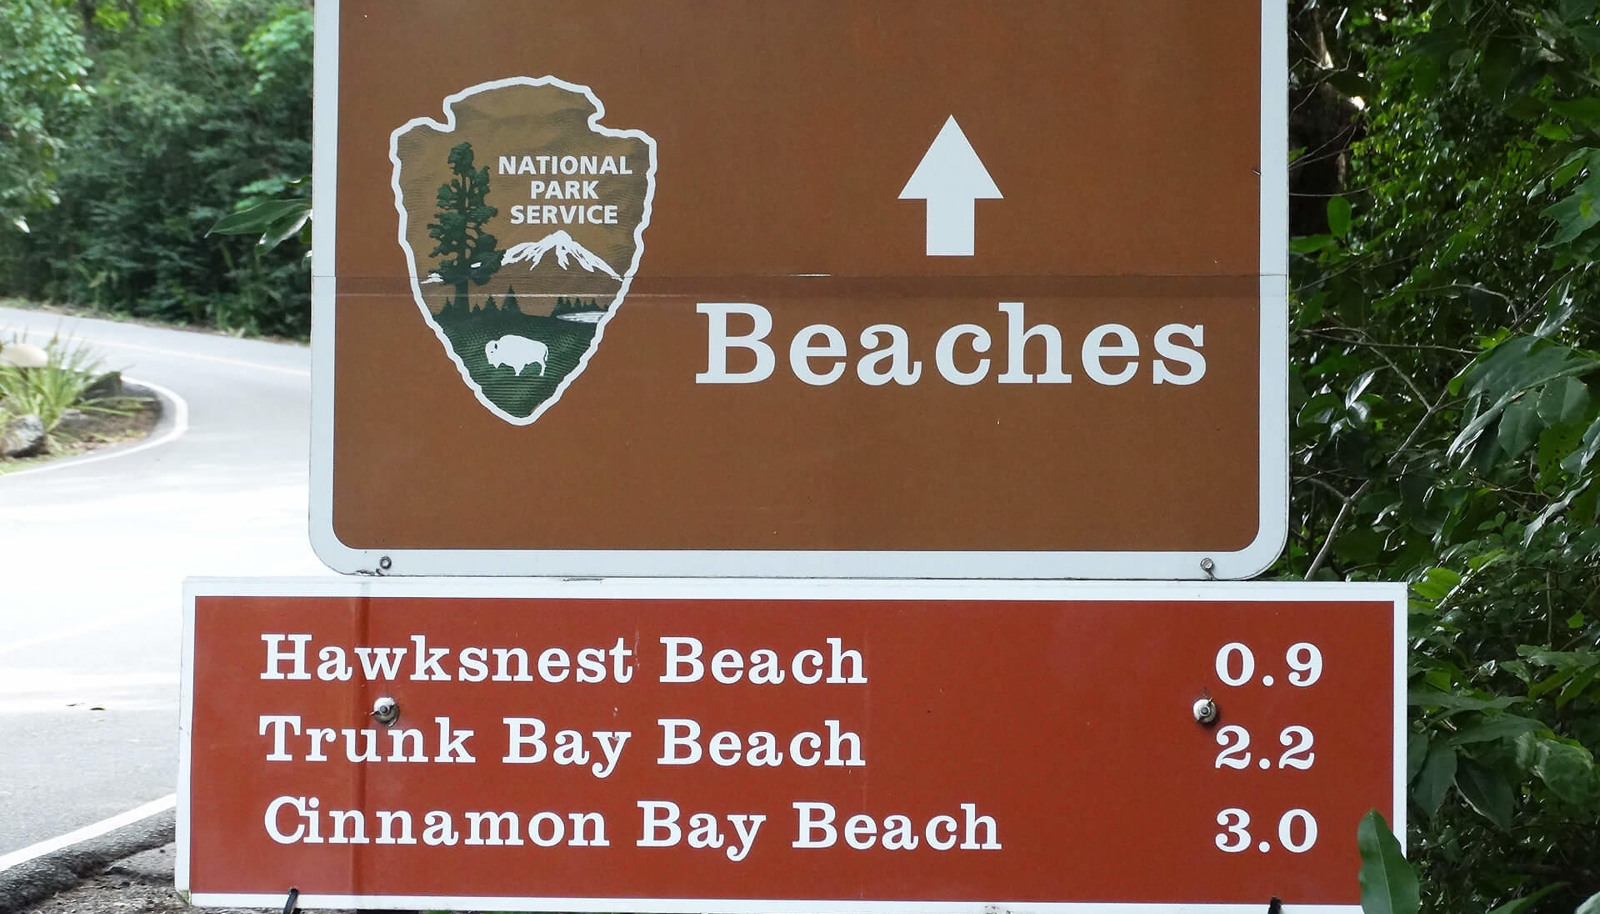 NATIONAL
PARK
SERVICE
Beaches
Hawksnest Beach 0.9
Trunk Bay Beach 2.2
Cinnamon Bay Beach 3.0